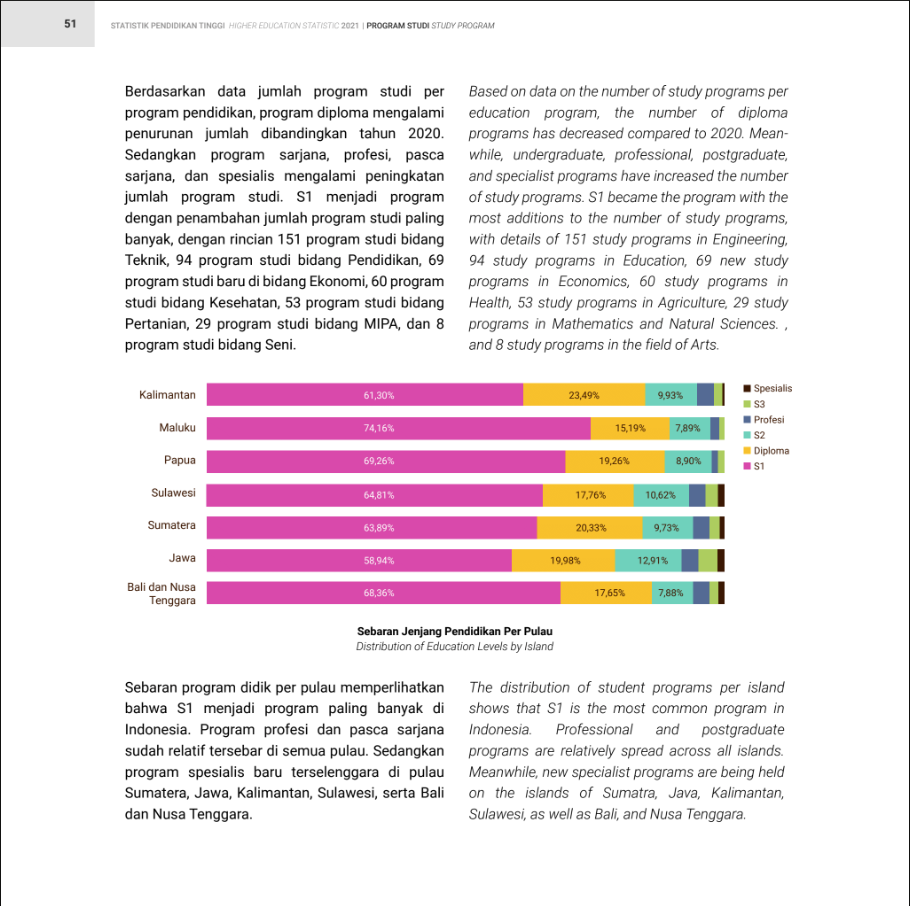 51
STATISTIK PENDIDIKAN TINGGI HIGHER EDUCATION STATISTIC 2021 | PROGRAM STUDI STUDY PROGRAM
Berdasarkan data jumlah program studi per
program pendidikan, program diploma mengalami
penurunan jumlah dibandingkan tahun 2020.
Sedangkan program sarjana, profesi, pasca
sarjana, dan spesialis mengalami peningkatan
jumlah program studi. S1 menjadi program
dengan penambahan jumlah program studi paling
banyak, dengan rincian 151 program studi bidang
Teknik, 94 program studi bidang Pendidikan, 69
program studi baru di bidang Ekonomi, 60 program
studi bidang Kesehatan, 53 program studi bidang
Pertanian, 29 program studi bidang MIPA, dan 8
program studi bidang Seni.
Based on data on the number of study programs per
education program, the number of diploma
programs has decreased compared to 2020. Mean-
while, undergraduate, professional, postgraduate,
and specialist programs have increased the number
of study programs. S1 became the program with the
most additions to the number of study programs,
with details of 151 study programs in Engineering,
94 study programs in Education, 69 new study
programs in Economics, 60 study programs in
Health, 53 study programs in Agriculture, 29 study
programs in Mathematics and Natural Sciences. ,
and 8 study programs in the field of Arts.
Kalimantan 61,30% 23,49% 9,93%
Maluku 74,16% 15,19% 7,89%
Papua 69,26% 19,26% 8,90%
Sulawesi 64,81% 17,76% 10,62%
Sumatera 63,89% 20,33% 9,73%
Jawa 58,94% 19,98% 12,91%
Bali dan Nusa
Tenggara 68,36% 17,65% 7,88%
Spesialis
S3
Profesi
S2
Diploma
S1
Sebaran Jenjang Pendidikan Per Pulau
Distribution of Education Levels by Island
Sebaran program didik per pulau memperlihatkan
bahwa S1 menjadi program paling banyak di
Indonesia. Program profesi dan pasca sarjana
sudah relatif tersebar di semua pulau. Sedangkan
program spesialis baru terselenggara di pulau
Sumatera, Jawa, Kalimantan, Sulawesi, serta Bali
dan Nusa Tenggara.
The distribution of student programs per island
shows that S1 is the most common program in
Indonesia. Professional and postgraduate
programs are relatively spread across all islands.
Meanwhile, new specialist programs are being held
on the islands of Sumatra, Java, Kalimantan,
Sulawesi, as well as Bali, and Nusa Tenggara.